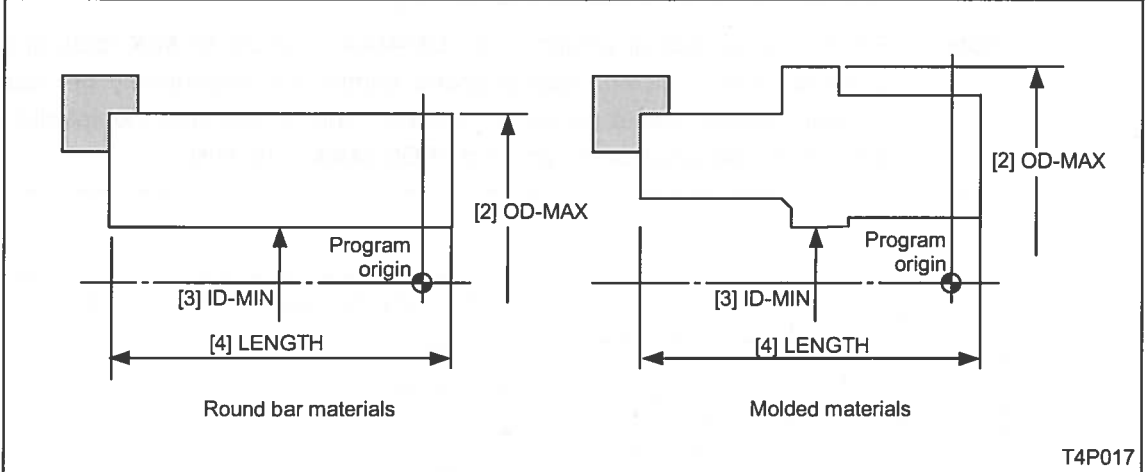 [2] OD-MAX
Program
origin
[3] ID-MIN
[4] LENGTH
Round bar materials
[2] OD-MAX
Program
origin
[3] ID-MIN
[4] LENGTH
Molded materials
T4P017